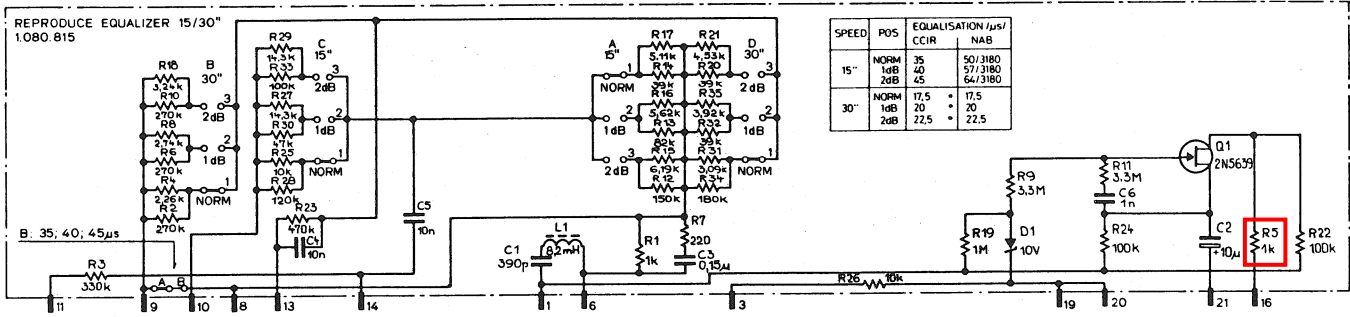 REPRODUCE EQUALIZER 15/30"
1.080.815
R18
3,24k
R10
270k
R8
2,74k
R6
270k
R4
2,26k
R2
270k
B
30"
3
2dB
2
1dB
1
NORM
R29
14.3k
R33
100k
R27
14,3k
R30
47k
R25
10k
R28
120k
C
15"
3
2dB
2
1dB
1
NORM
R23
470k
C4
10n
C5
10n
A
15"
1
NORM
2
1dB
3
2dB
R17
5,11k
R14
39k
R16
5,62k
R13
82k
R15
6,19k
R12
150k
R21
4,53k
R20
39k
R35
3,92k
R32
39k
R31
3,09k
R34
180k
D
30"
3
2dB
2
1dB
1
NORM
SPEED POS EQUALISATION /µs/
CCIR NAB
15" NORM 35 50/3180
1dB 40 57/3180
2dB 45 64/3180
30" NORM 17,5 " 17,5
1dB 20 " 20
2dB 22,5 " 22,5
B: 35; 40; 45µs
R3
330k
A B
C1
390p
L1
8,2mH
R1
1k
R7
220
C3
0,15µ
R26 10k
R19
1M
R9
3,3M
D1
10V
R11
3.3M
C6
1n
R24
100k
Q1
2N5639
C2
+10µ
R5
1k
R22
100k
11 9 10 8 13 14 1 6 3 19 20 21 16